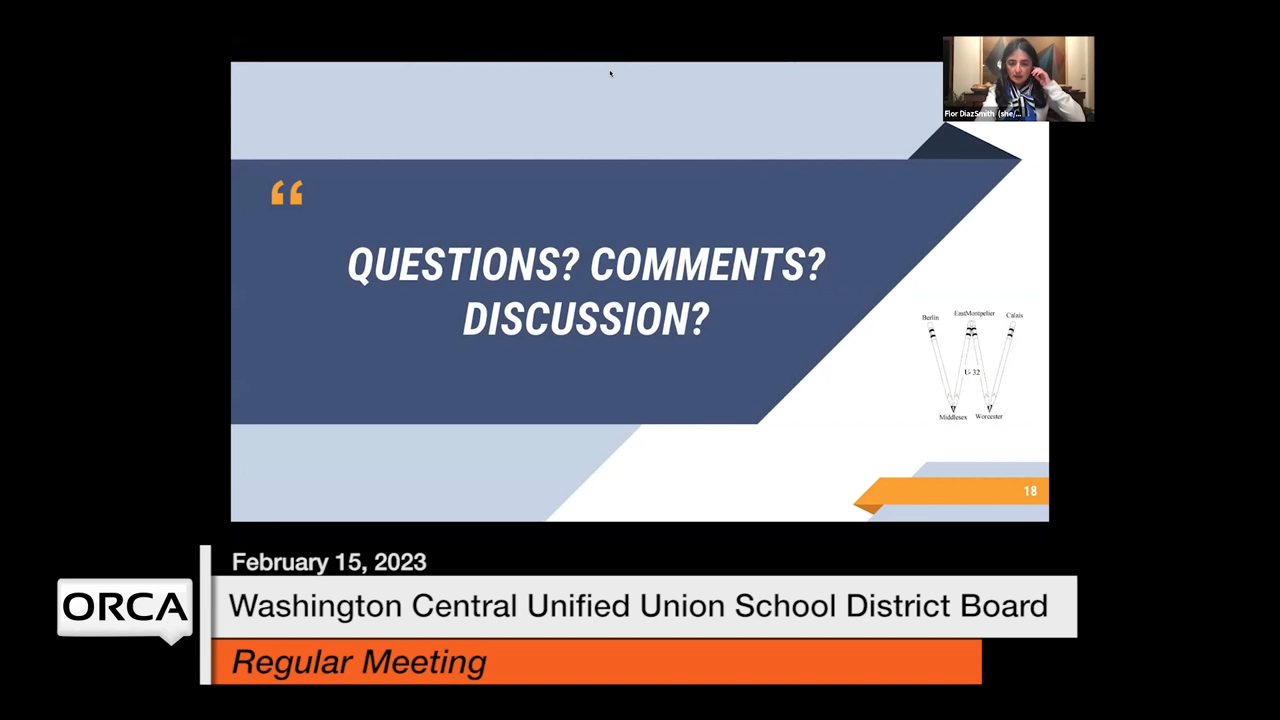 Flor DiazSmith (she/...
“
QUESTIONS? COMMENTS?
DISCUSSION?
Berlin
EastMontpelier
Calais
U-32
Middlesex
Worcester
18
February 15, 2023
ORCA
Washington Central Unified Union School District Board
Regular Meeting